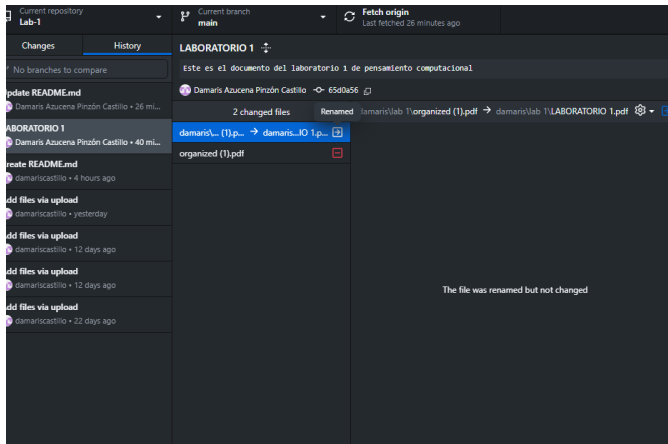 Current repository
Lab-1
Current branch
main
Fetch origin
Last fetched 26 minutes ago
Changes
History
No branches to compare
pdate README.md
Damaris Azucena Pinzón Castillo • 26 mi...
LABORATORIO 1
Damaris Azucena Pinzón Castillo • 40 mi...
reate README.md
damariscastillo • 4 hours ago
dd files via upload
damariscastillo • yesterday
dd files via upload
damariscastillo • 12 days ago
dd files via upload
damariscastillo • 12 days ago
dd files via upload
damariscastillo • 22 days ago
LABORATORIO 1
Este es el documento del laboratorio 1 de pensamiento computacional
Damaris Azucena Pinzón Castillo 65d0a56
2 changed files
damaris\... (1).p... → damaris...IO 1.p...
organized (1).pdf
Renamed
damaris\lab 1\organized (1).pdf → damaris\lab 1\LABORATORIO 1.pdf
The file was renamed but not changed